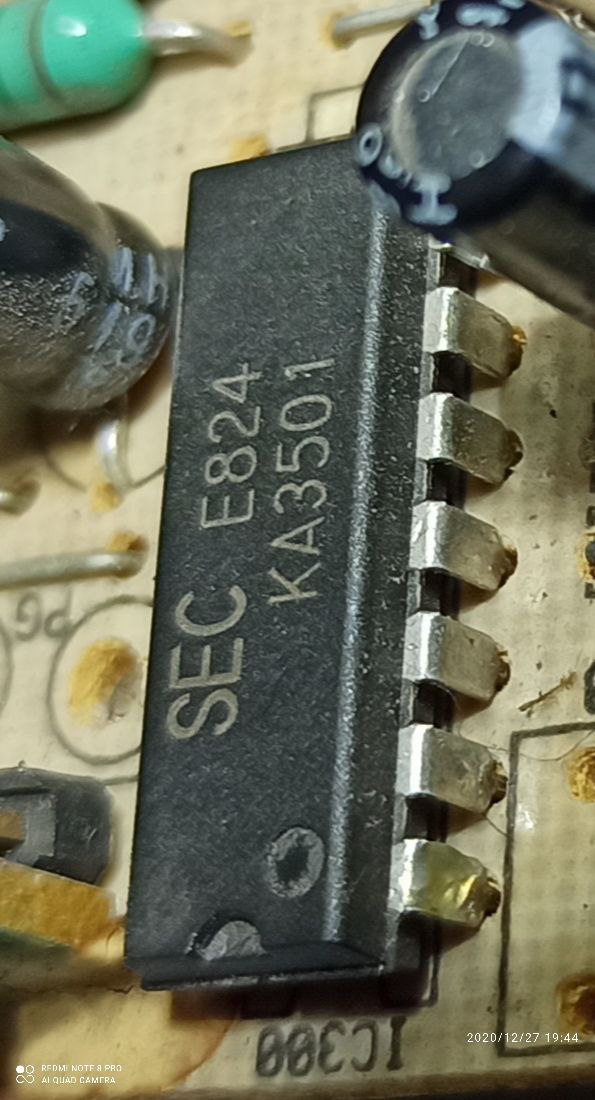 SEC E824
KA3501
IC300
2020/12/27 19:44
REDMI NOTE 8 PRO
AI QUAD CAMERA